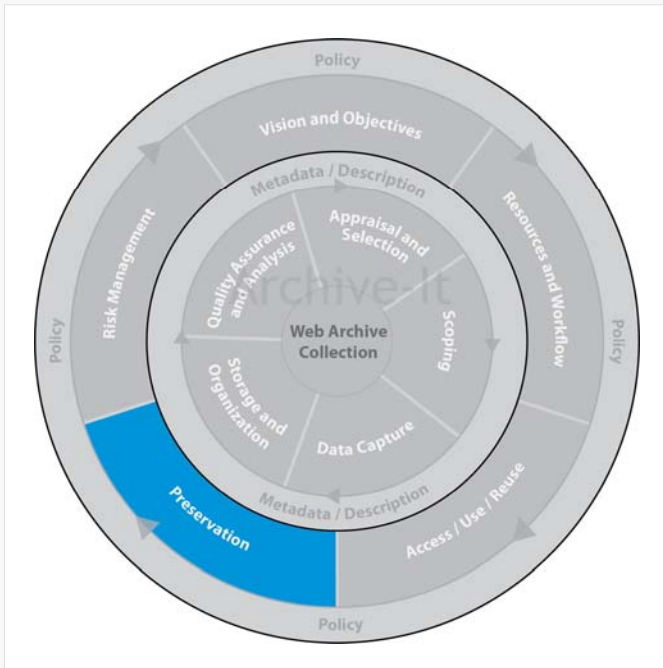 Policy
Vision and Objectives
Metadata / Description
Appraisal and
Selection
Quality Assurance
and Analysis
Risk Management
Resources and Workflow
Archive-It
Web Archive
Collection
Scoping
Policy
Policy
Storage and
Organization
Data Capture
Metadata / Description
Preservation
Access / Use / Reuse
Policy